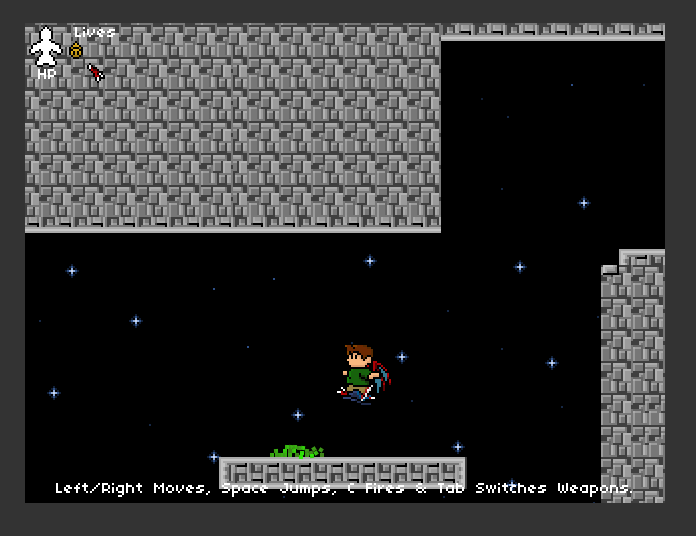 Lives
HP
Left/Right Moves, Space Jumps, C Fires & Tab Switches Weapons.